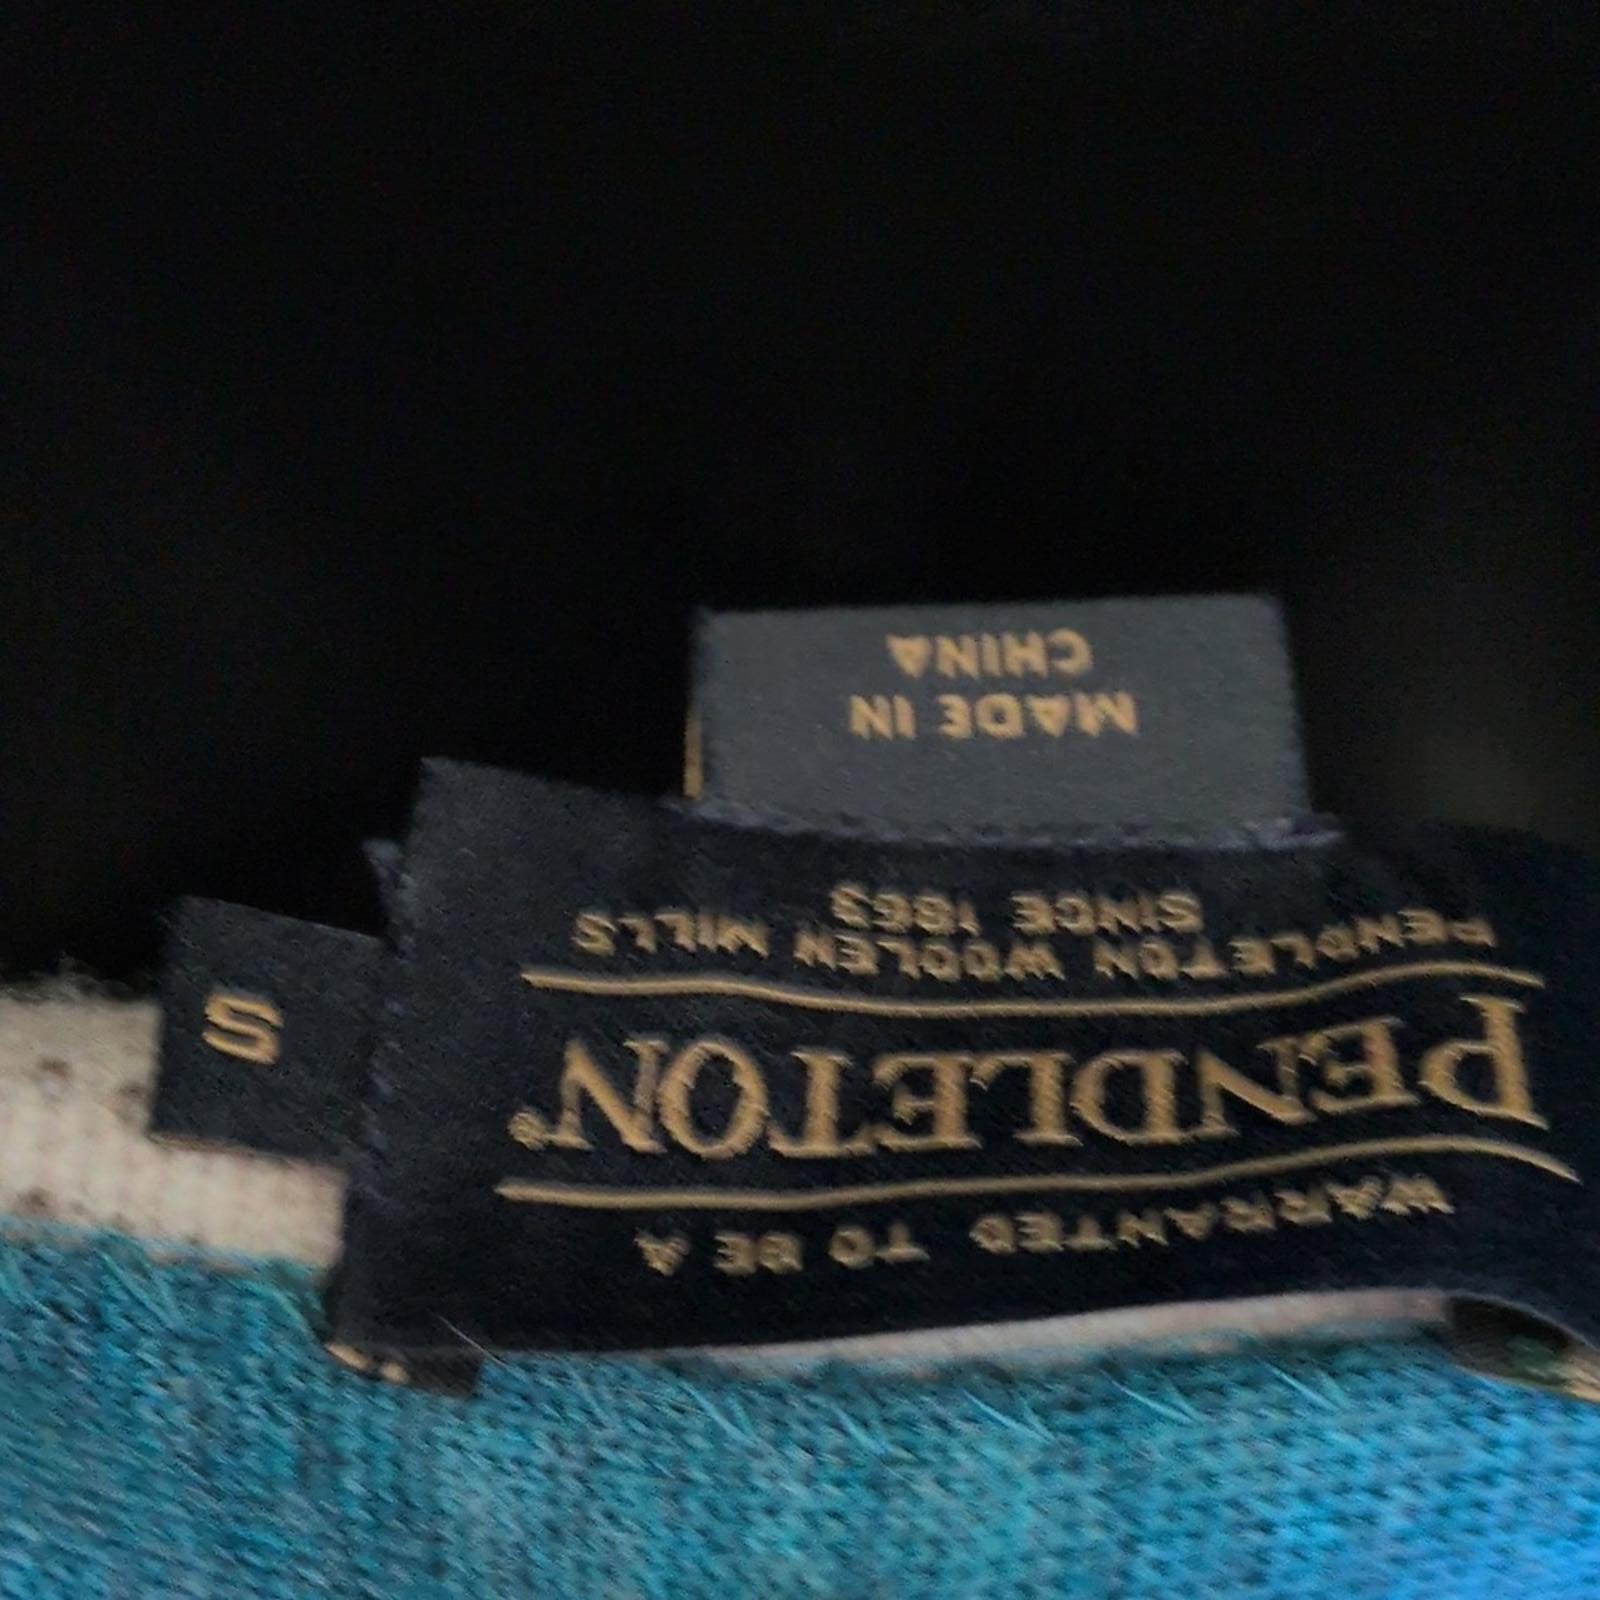 WARRANTED TO BE A
PENDLETON®
PENDLETON WOOLEN MILLS
SINCE 1863
S
MADE IN
CHINA